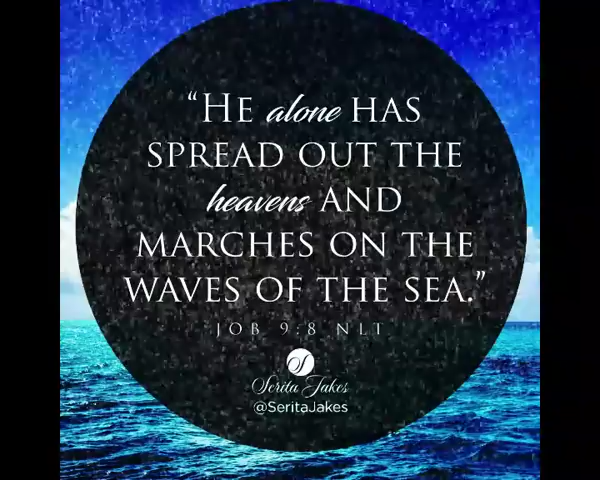 “HE alone HAS
SPREAD OUT THE
heavens AND
MARCHES ON THE
WAVES OF THE SEA.”
JOB 9:8 NLT
S
Serita Jakes
@SeritaJakes